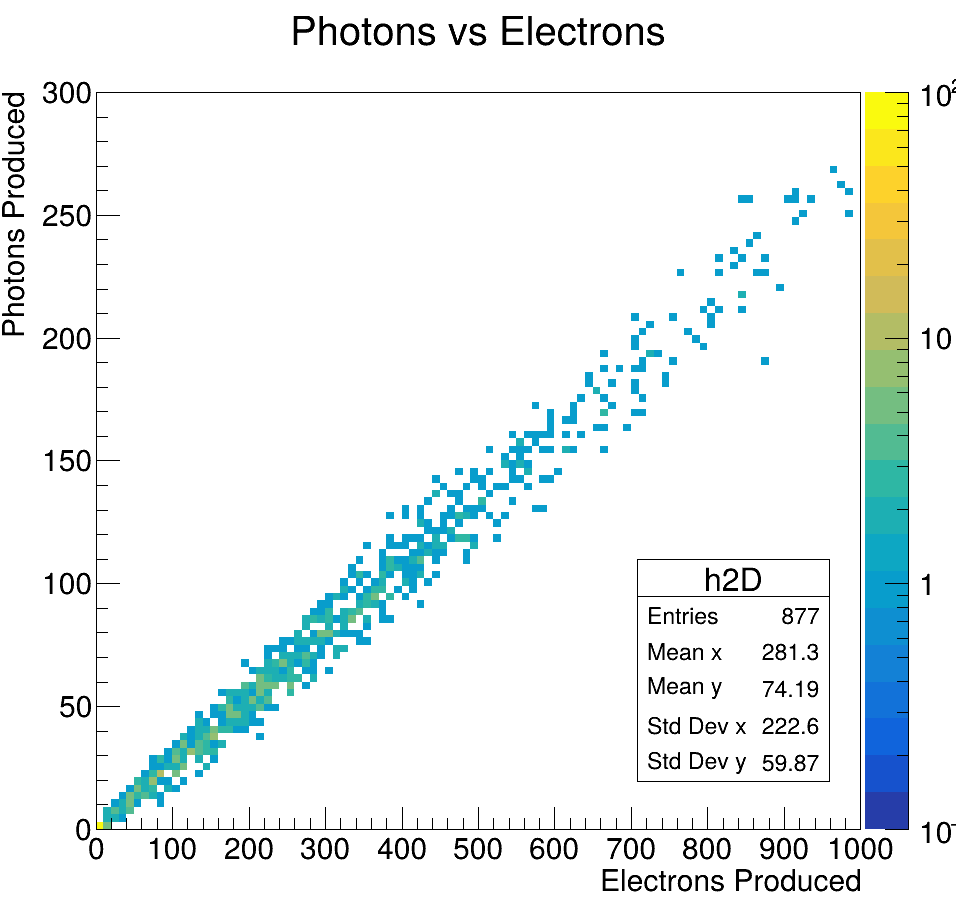 Photons vs Electrons
Photons Produced
300
250
200
150
100
50
0
0 100 200 300 400 500 600 700 800 900 1000
Electrons Produced
10²
10
1
10⁻
h2D
Entries 877
Mean x 281.3
Mean y 74.19
Std Dev x 222.6
Std Dev y 59.87